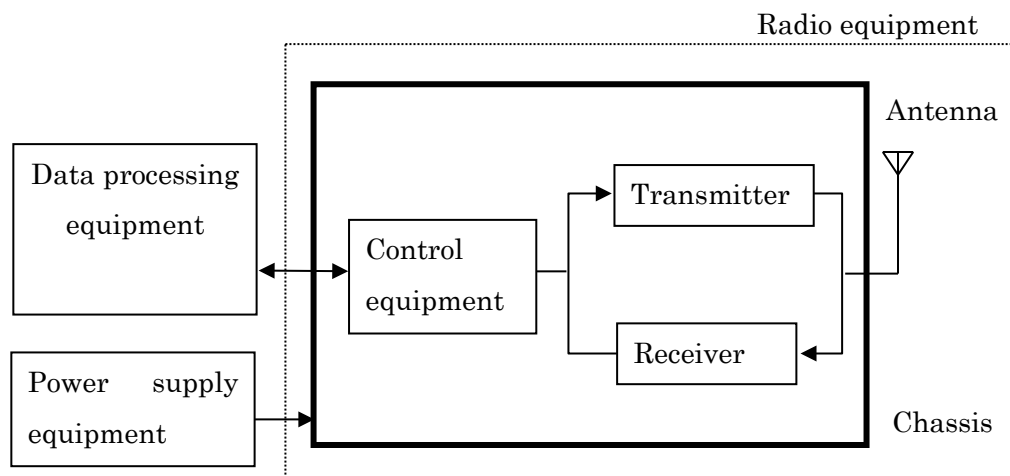 Radio equipment
Antenna
Data processing
equipment
Transmitter
Control
equipment
Receiver
Power supply
equipment
Chassis